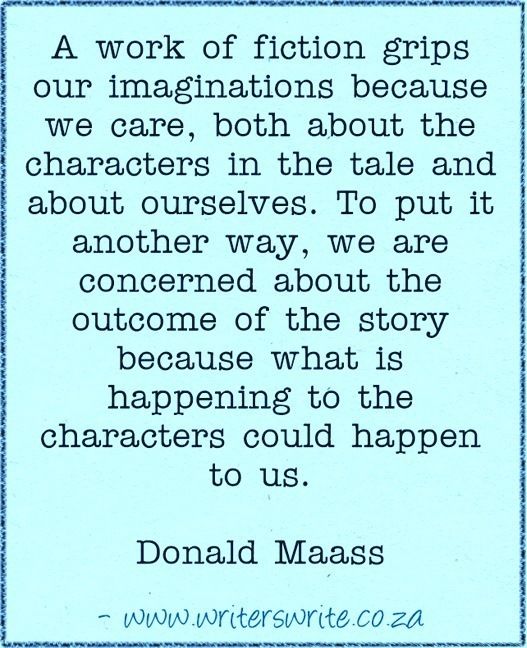 A work of fiction grips
our imaginations because
we care, both about the
characters in the tale and
about ourselves. To put it
another way, we are
concerned about the
outcome of the story
because what is
happening to the
characters could happen
to us.
Donald Maass
- www.writerswrite.co.za